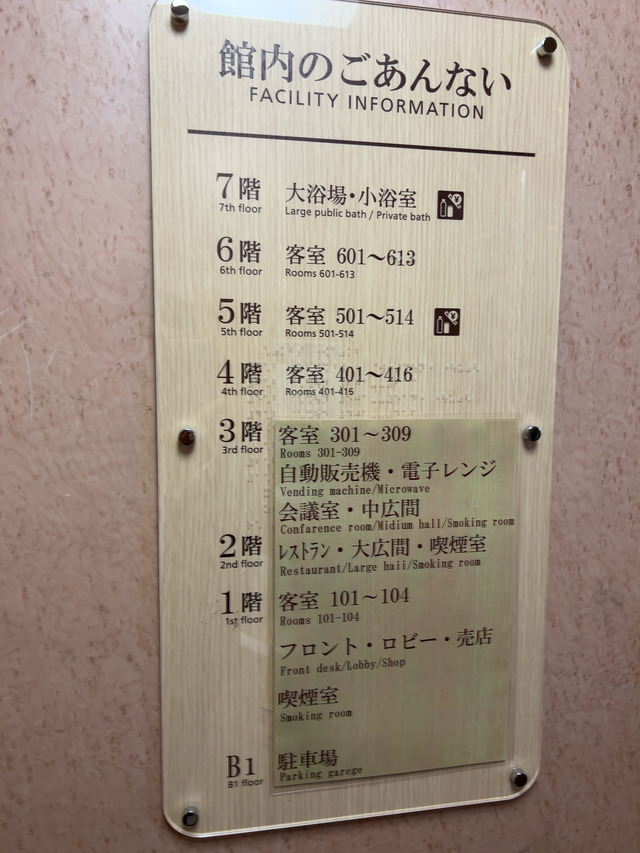 館内のごあんない
FACILITY INFORMATION
7階 大浴場・小浴室
7th floor Large public bath / Private bath
6階 客室 601〜613
6th floor Rooms 601-613
5階 客室 501〜514
5th floor Rooms 501-514
4階 客室 401〜416
4th floor Rooms 401-416
3階 客室 301〜309
3rd floor Rooms 301-309
自動販売機・電子レンジ
Vending machine/Microwave
会議室・中広間
Confarence room/Midium hall/Smoking room
2階 レストラン・大広間・喫煙室
2nd floor Restaurant/Large haii/Smoking room
1階 客室 101〜104
1st floor Rooms 101-104
フロント・ロビー・売店
Front desk/Lobby/Shop
喫煙室
Smoking room
B1 駐車場
B1 floor Parking garege